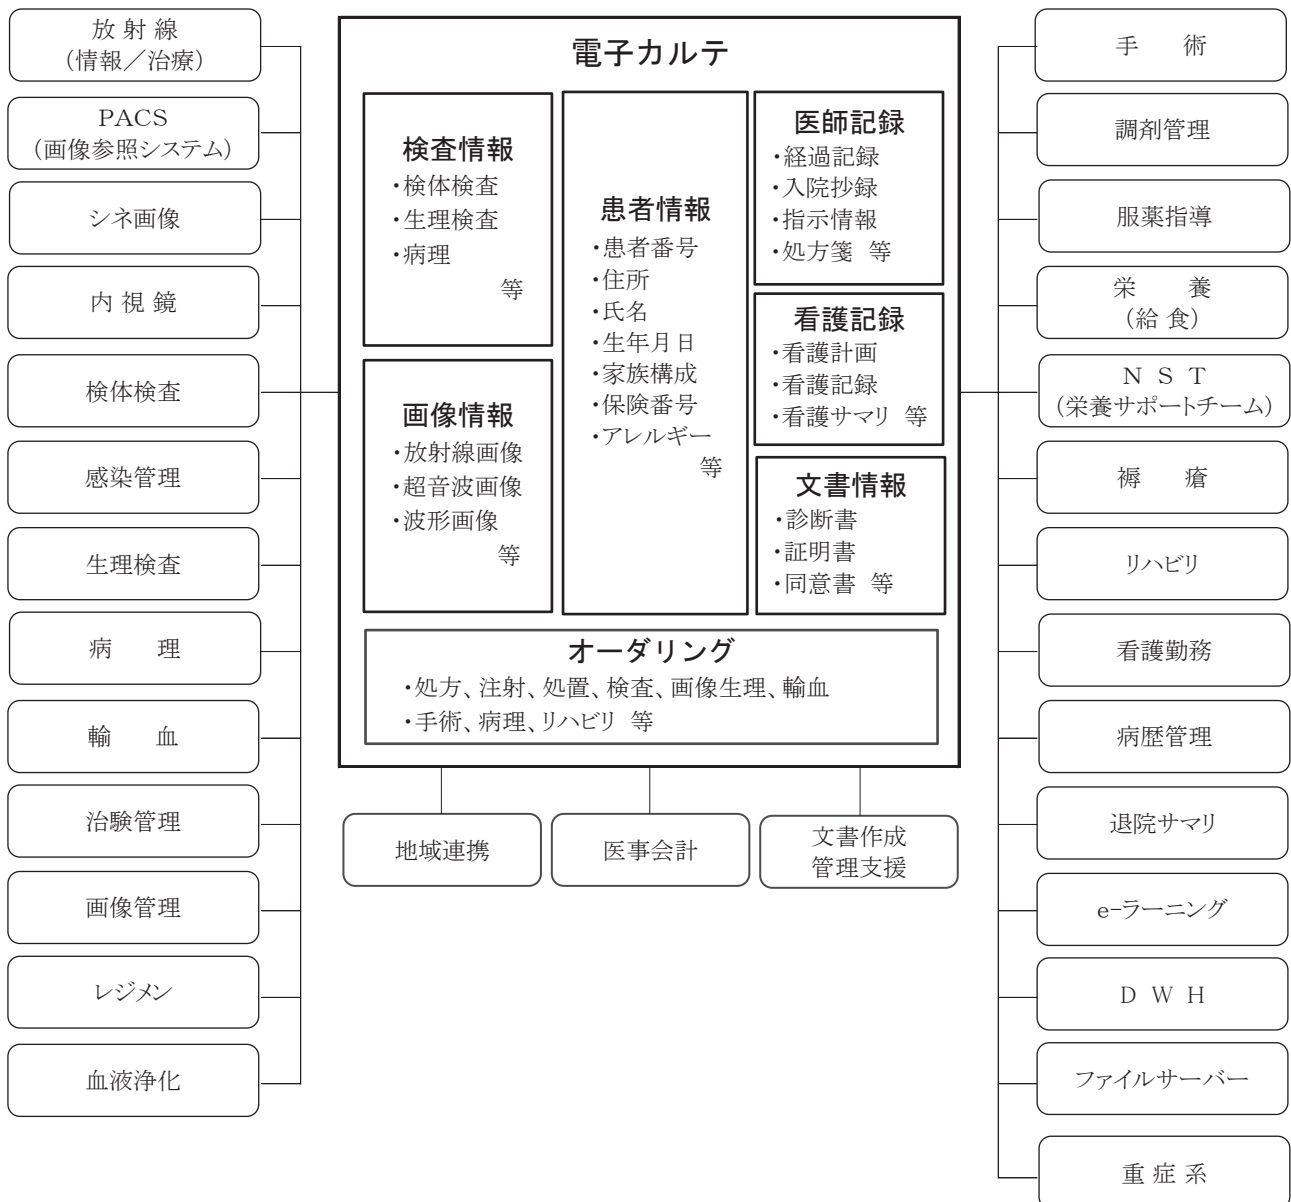 放 射 線
(情報／治療)
PACS
(画像参照システム)
シネ画像
内 視 鏡
検体検査
感染管理
生理検査
病　理
輸　血
治験管理
画像管理
レジメン
血液浄化
電子カルテ
検査情報
・検体検査
・生理検査
・病理
等
画像情報
・放射線画像
・超音波画像
・波形画像
等
患者情報
・患者番号
・住所
・氏名
・生年月日
・家族構成
・保険番号
・アレルギー
等
医師記録
・経過記録
・入院抄録
・指示情報
・処方箋 等
看護記録
・看護計画
・看護記録
・看護サマリ 等
文書情報
・診断書
・証明書
・同意書 等
オーダリング
・処方、注射、処置、検査、画像生理、輸血
・手術、病理、リハビリ 等
地域連携
医事会計
文書作成
管理支援
手　術
調剤管理
服薬指導
栄　養
(給 食)
N S T
(栄養サポートチーム)
褥　瘡
リハビリ
看護勤務
病歴管理
退院サマリ
e-ラーニング
D W H
ファイルサーバー
重 症 系